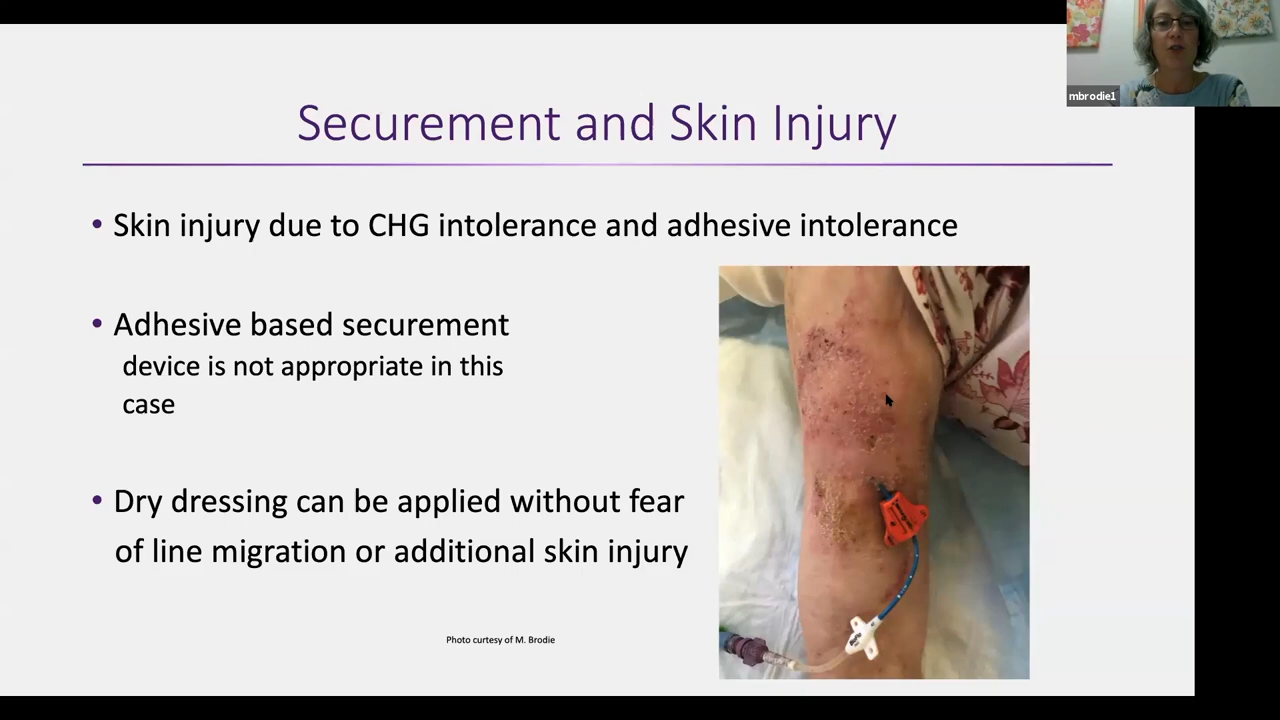 mbrodie1
Securement and Skin Injury
• Skin injury due to CHG intolerance and adhesive intolerance
• Adhesive based securement
device is not appropriate in this
case
• Dry dressing can be applied without fear
of line migration or additional skin injury
Photo curtesy of M. Brodie